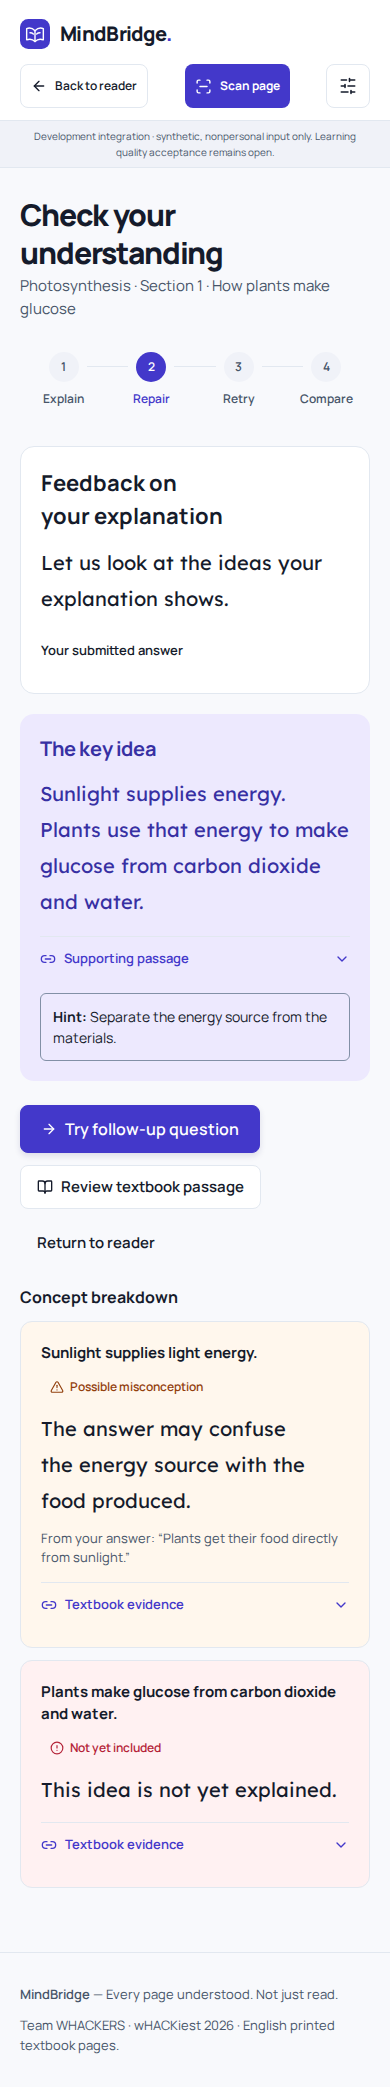 MindBridge.
Back to reader
Scan page
Development integration · synthetic, nonpersonal input only. Learning
quality acceptance remains open.
Check your
understanding
Photosynthesis · Section 1 · How plants make
glucose
1
2
3
4
Explain
Repair
Retry
Compare
Feedback on
your explanation
Let us look at the ideas your
explanation shows.
Your submitted answer
The key idea
Sunlight supplies energy.
Plants use that energy to make
glucose from carbon dioxide
and water.
Supporting passage
Hint: Separate the energy source from the
materials.
Try follow-up question
Review textbook passage
Return to reader
Concept breakdown
Sunlight supplies light energy.
Possible misconception
The answer may confuse
the energy source with the
food produced.
From your answer: “Plants get their food directly
from sunlight.”
Textbook evidence
Plants make glucose from carbon dioxide
and water.
Not yet included
This idea is not yet explained.
Textbook evidence
MindBridge — Every page understood. Not just read.
Team WHACKERS · wHACKiest 2026 · English printed
textbook pages.